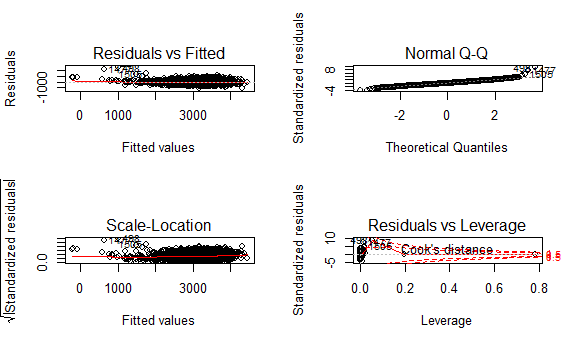 Residuals vs Fitted
Residuals
-1000
0 1000 3000
Fitted values
Normal Q-Q
Standardized residuals
8
-4
1505
-2 0 2
Theoretical Quantiles
Scale-Location
√|Standardized residuals|
0.0
0 1000 3000
Fitted values
Residuals vs Leverage
Standardized residuals
10
-5
Cook's distance
0.5
0.0 0.2 0.4 0.6 0.8
Leverage